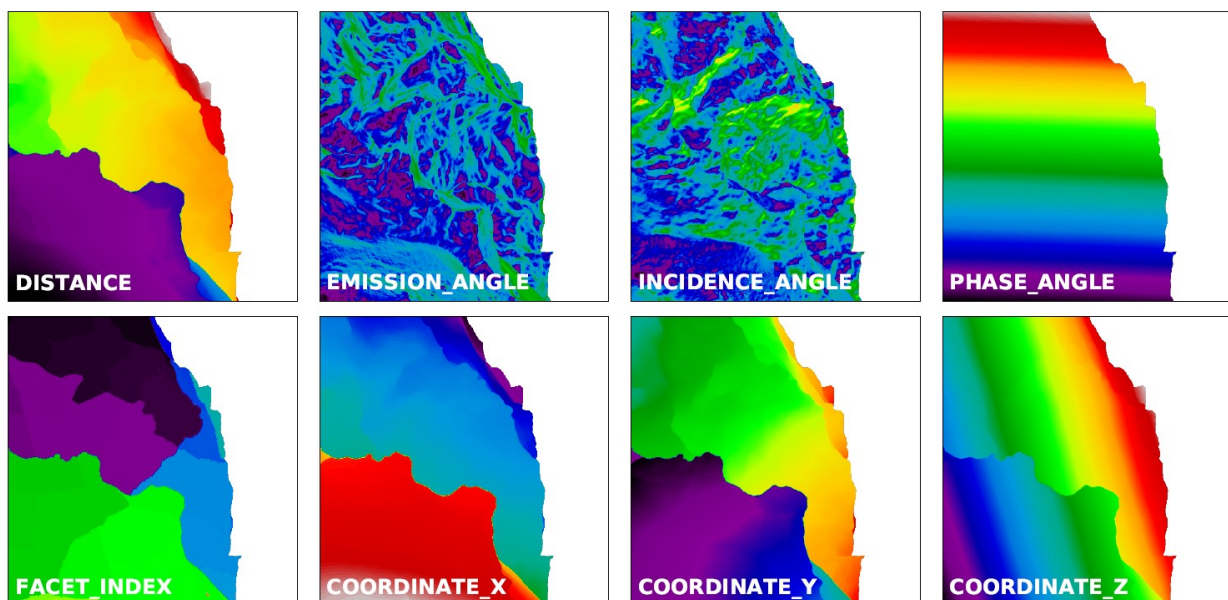 DISTANCE
EMISSION_ANGLE
INCIDENCE_ANGLE
PHASE_ANGLE
FACET_INDEX
COORDINATE_X
COORDINATE_Y
COORDINATE_Z